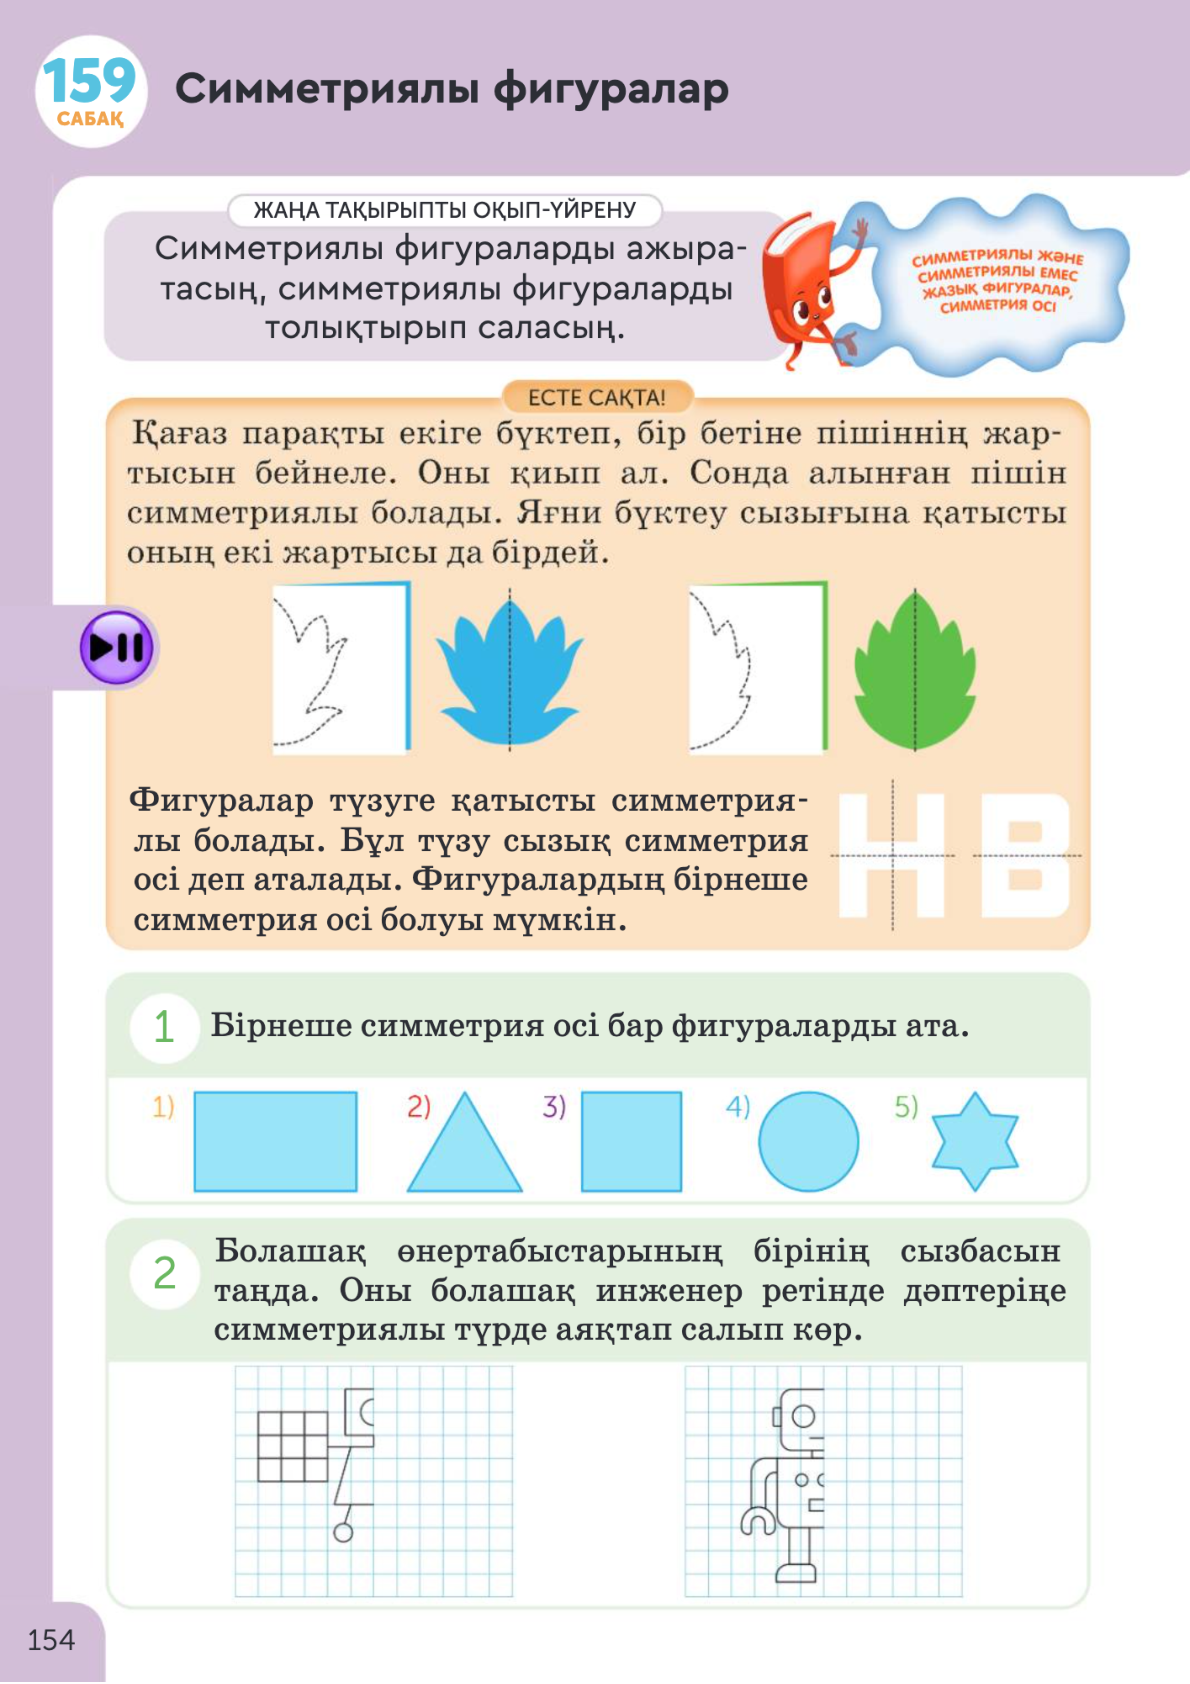 159
САБАҚ
Симметриялы фигуралар
ЖАҢА ТАҚЫРЫПТЫ ОҚЫП-ҮЙРЕНУ
Симметриялы фигураларды ажыра-
тасың, симметриялы фигураларды
толықтырып саласың.
СИММЕТРИЯЛЫ ЖӘНЕ
СИММЕТРИЯЛЫ ЕМЕС
ЖАЗЫҚ ФИГУРАЛАР,
СИММЕТРИЯ ОСІ
ЕСТЕ САҚТА!
Қағаз парақты екіге бүктеп, бір бетіне пішіннің жар-
тысын бейнеле. Оны қиып ал. Сонда алынған пішін
симметриялы болады. Яғни бүктеу сызығына қатысты
оның екі жартысы да бірдей.
Фигуралар түзуге қатысты симметрия-
лы болады. Бұл түзу сызық симметрия
осі деп аталады. Фигуралардың бірнеше
симметрия осі болуы мүмкін.
Н В
1 Бірнеше симметрия осі бар фигураларды ата.
1) 2) 3) 4) 5)
2 Болашақ өнертабыстарының бірінің сызбасын
таңда. Оны болашақ инженер ретінде дәптеріңе
симметриялы түрде аяқтап салып көр.
154